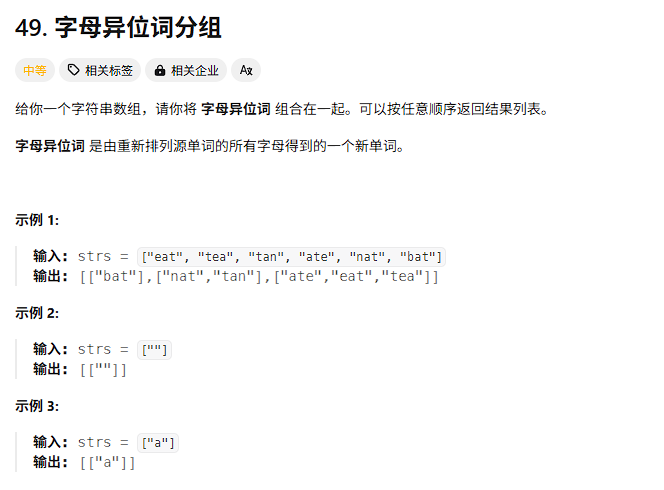 49. 字母异位词分组
中等 相关标签 相关企业 Aあ
给你一个字符串数组，请你将 字母异位词 组合在一起。可以按任意顺序返回结果列表。
字母异位词 是由重新排列源单词的所有字母得到的一个新单词。
示例 1:
输入: strs = ["eat", "tea", "tan", "ate", "nat", "bat"]
输出: [["bat"],["nat","tan"],["ate","eat","tea"]]
示例 2:
输入: strs = [""]
输出: [[""]]
示例 3:
输入: strs = ["a"]
输出: [["a"]]